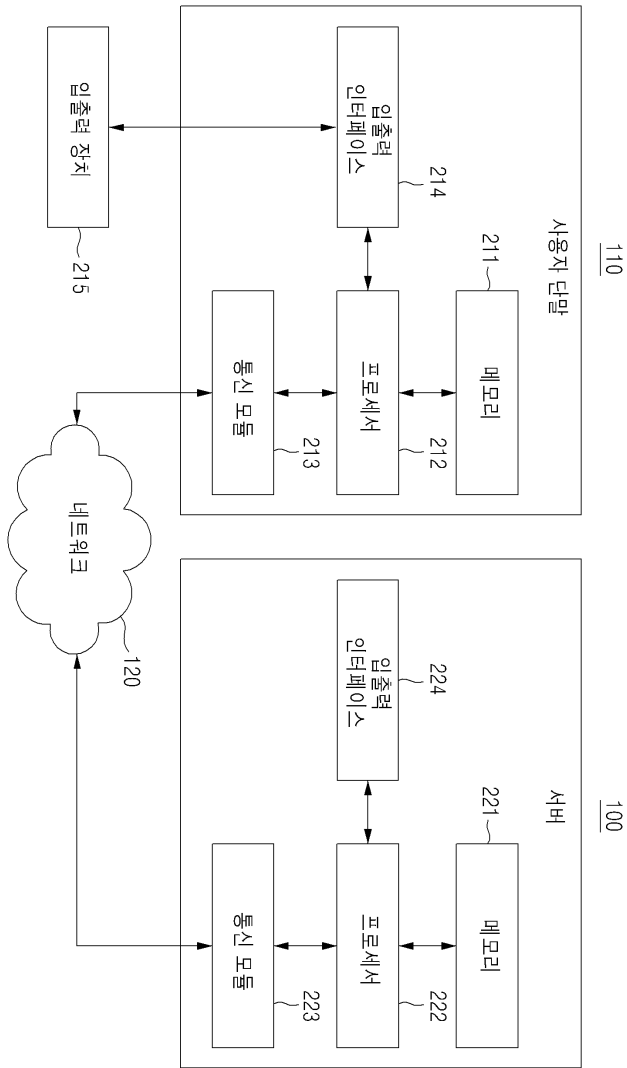 110
사용자 단말
211
메모리
입출력
인터페이스
214
프로세서
212
통신 모듈
213
입출력 장치
215
100
서버
221
메모리
입출력
인터페이스
224
프로세서
222
통신 모듈
223
네트워크
120